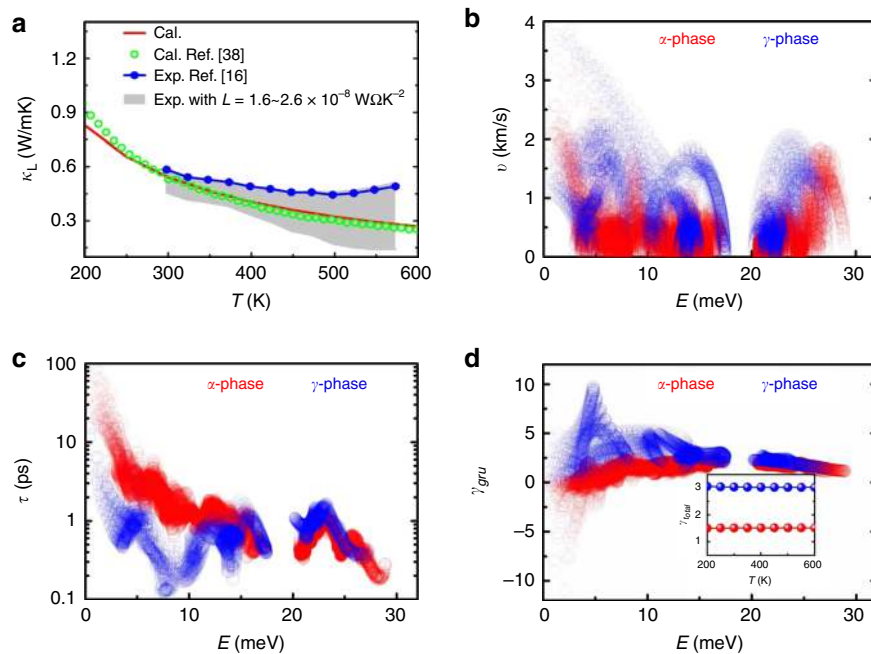 a
1.2
0.9
0.6
0.3
κL (W/mK)
Cal.
Cal. Ref. [38]
Exp. Ref. [16]
Exp. with L = 1.6~2.6 × 10⁻⁸ WΩK⁻²
200 300 400 500 600
T (K)
b
4
3
2
1
0
υ (km/s)
α-phase γ-phase
0 10 20 30
E (meV)
c
100
10
1
0.1
τ (ps)
α-phase γ-phase
0 10 20 30
E (meV)
d
10
5
0
−5
−10
γgru
α-phase γ-phase
3
2
1
γtotal
200 400 600
T (K)
0 10 20 30
E (meV)